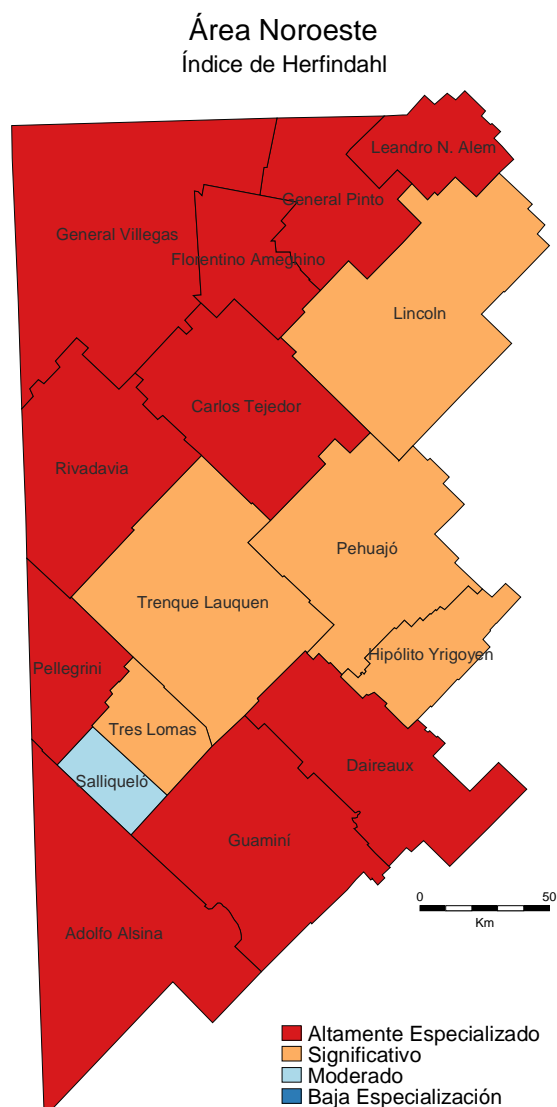 Área Noroeste
Índice de Herfindahl
Leandro N. Alem
General Pinto
General Villegas
Florentino Ameghino
Lincoln
Carlos Tejedor
Rivadavia
Pehuajó
Trenque Lauquen
Hipólito Yrigoyen
Pellegrini
Tres Lomas
Salliqueló
Daireaux
Guaminí
Adolfo Alsina
0 50
Km
Altamente Especializado
Significativo
Moderado
Baja Especialización